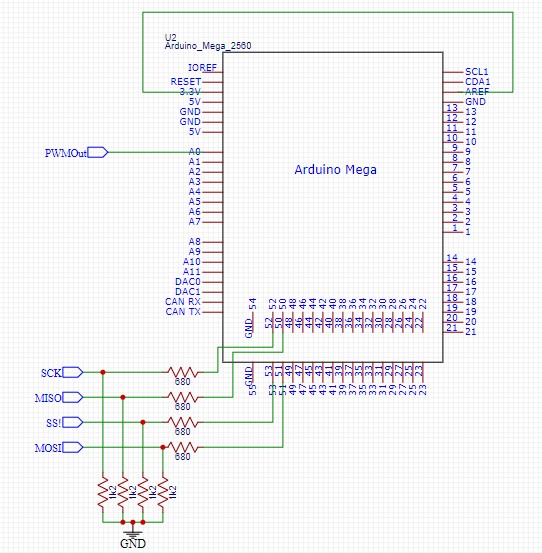 U2
Arduino_Mega_2560
IOREF
RESET
3.3V
5V
GND
GND
5V
PWMOut
A0
A1
A2
A3
A4
A5
A6
A7
A8
A9
A10
A11
DAC0
DAC1
CAN RX
CAN TX
Arduino Mega
SCL1
CDA1
AREF
GND
13 13
12 12
11 11
10 10
9 9
8 8
7 7
6 6
5 5
4 4
3 3
2 2
1 1
14 14
15 15
16 16
17 17
18 18
19 19
20 20
21 21
54 52 50 48 46 44 42 40 38 36 34 32 30 28 26 24 22
GND 52 50 48 46 44 42 40 38 36 34 32 30 28 26 24 22
GND 53 51 49 47 45 43 41 39 37 35 33 31 29 27 25 23
55 53 51 49 47 45 43 41 39 37 35 33 31 29 27 25 23
SCK
680
MISO
680
SS!
680
MOSI
680
1k2 1k2 1k2 1k2
GND